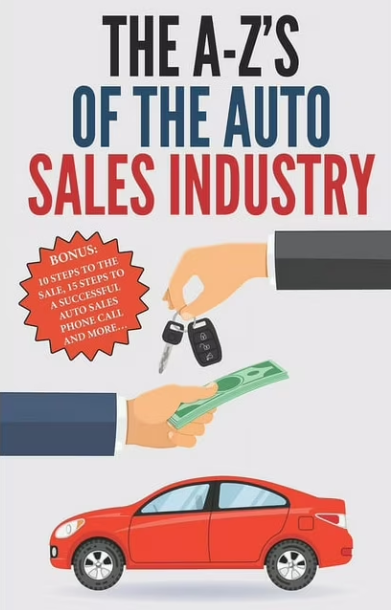 THE A-Z'S
OF THE AUTO
SALES INDUSTRY
BONUS:
10 STEPS TO THE
SALE, 15 STEPS TO
A SUCCESSFUL
AUTO SALES
PHONE CALL
AND MORE...